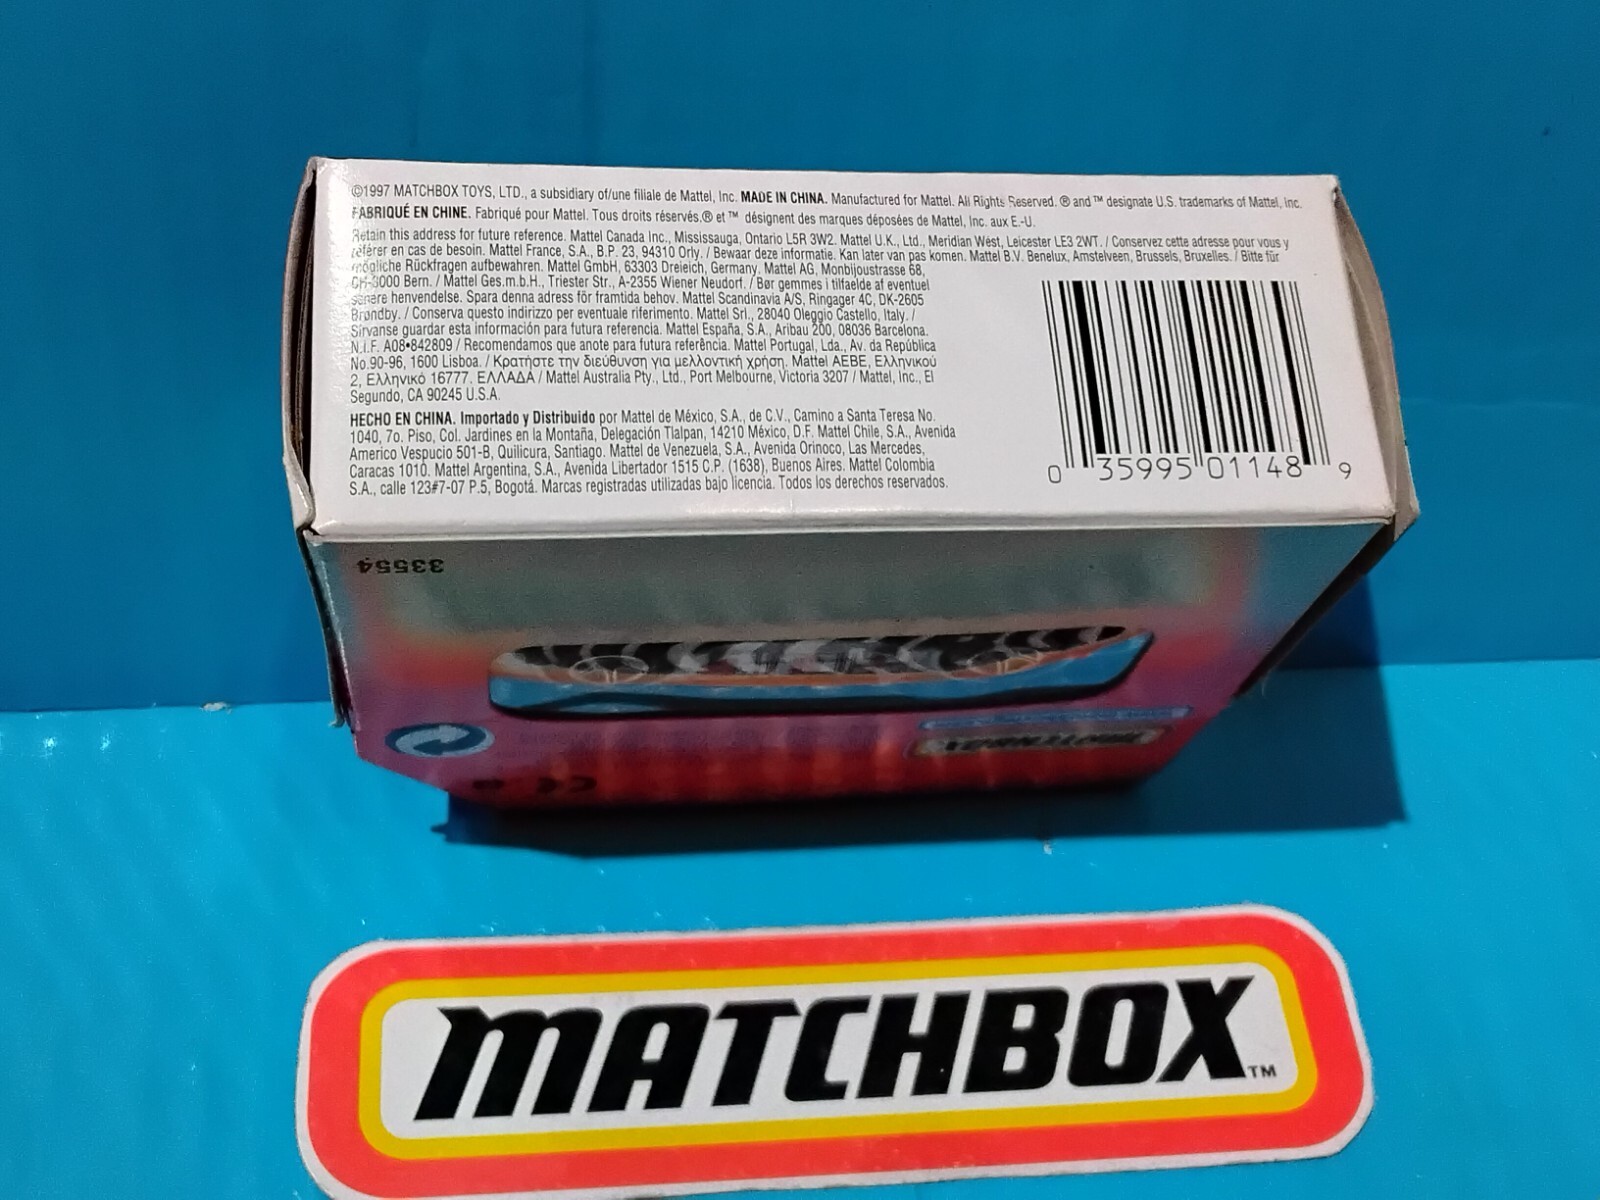 ©1997 MATCHBOX TOYS, LTD., a subsidiary of/une filiale de Mattel, Inc. MADE IN CHINA. Manufactured for Mattel. All Rights Reserved. ® and ™ designate U.S. trademarks of Mattel, Inc.
FABRIQUÉ EN CHINE. Fabriqué pour Mattel. Tous droits réservés.® et ™ désignent des marques déposées de Mattel, Inc. aux E.-U.
Retain this address for future reference. Mattel Canada Inc., Mississauga, Ontario L5R 3W2. Mattel U.K., Ltd., Meridian West, Leicester LE3 2WT. / Conservez cette adresse pour vous y
référer en cas de besoin. Mattel France, S.A., B.P. 23, 94310 Orly. / Bewaar deze informatie. Kan later van pas komen. Mattel B.V. Benelux, Amstelveen, Brussels, Bruxelles. / Bitte für
mögliche Rückfragen aufbewahren. Mattel GmbH, 63303 Dreieich, Germany. Mattel AG, Monbijoustrasse 68,
CH-3000 Bern. / Mattel Ges.m.b.H., Triester Str., A-2355 Wiener Neudorf. / Bør gemmes i tilfaelde af eventuel
senere henvendelse. Spara denna adress för framtida behov. Mattel Scandinavia A/S, Ringager 4C, DK-2605
Brøndby. / Conserva questo indirizzo per eventuale riferimento. Mattel Srl., 28040 Oleggio Castello, Italy. /
Sírvanse guardar esta información para futura referencia. Mattel España, S.A., Aribau 200, 08036 Barcelona.
N.I.F. A08•842809 / Recomendamos que anote para futura referência. Mattel Portugal, Lda., Av. da República
No.90-96, 1600 Lisboa. / Κρατήστε την διεύθυνση για μελλοντική χρήση. Mattel AEBE, Ελληνικού
2, Ελληνικό 16777. ΕΛΛΑΔΑ / Mattel Australia Pty., Ltd., Port Melbourne, Victoria 3207 / Mattel, Inc., El
Segundo, CA 90245 U.S.A.
HECHO EN CHINA. Importado y Distribuido por Mattel de México, S.A., de C.V., Camino a Santa Teresa No.
1040, 7o. Piso, Col. Jardines en la Montaña, Delegación Tlalpan, 14210 México, D.F. Mattel Chile, S.A., Avenida
Americo Vespucio 501-B, Quilicura, Santiago. Mattel de Venezuela, S.A., Avenida Orinoco, Las Mercedes,
Caracas 1010. Mattel Argentina, S.A., Avenida Libertador 1515 C.P. (1638), Buenos Aires. Mattel Colombia
S.A., calle 123#7-07 P.5, Bogotá. Marcas registradas utilizadas bajo licencia. Todos los derechos reservados.
0 35995 01148 9
33554
MATCHBOX
CE
MATCHBOX™